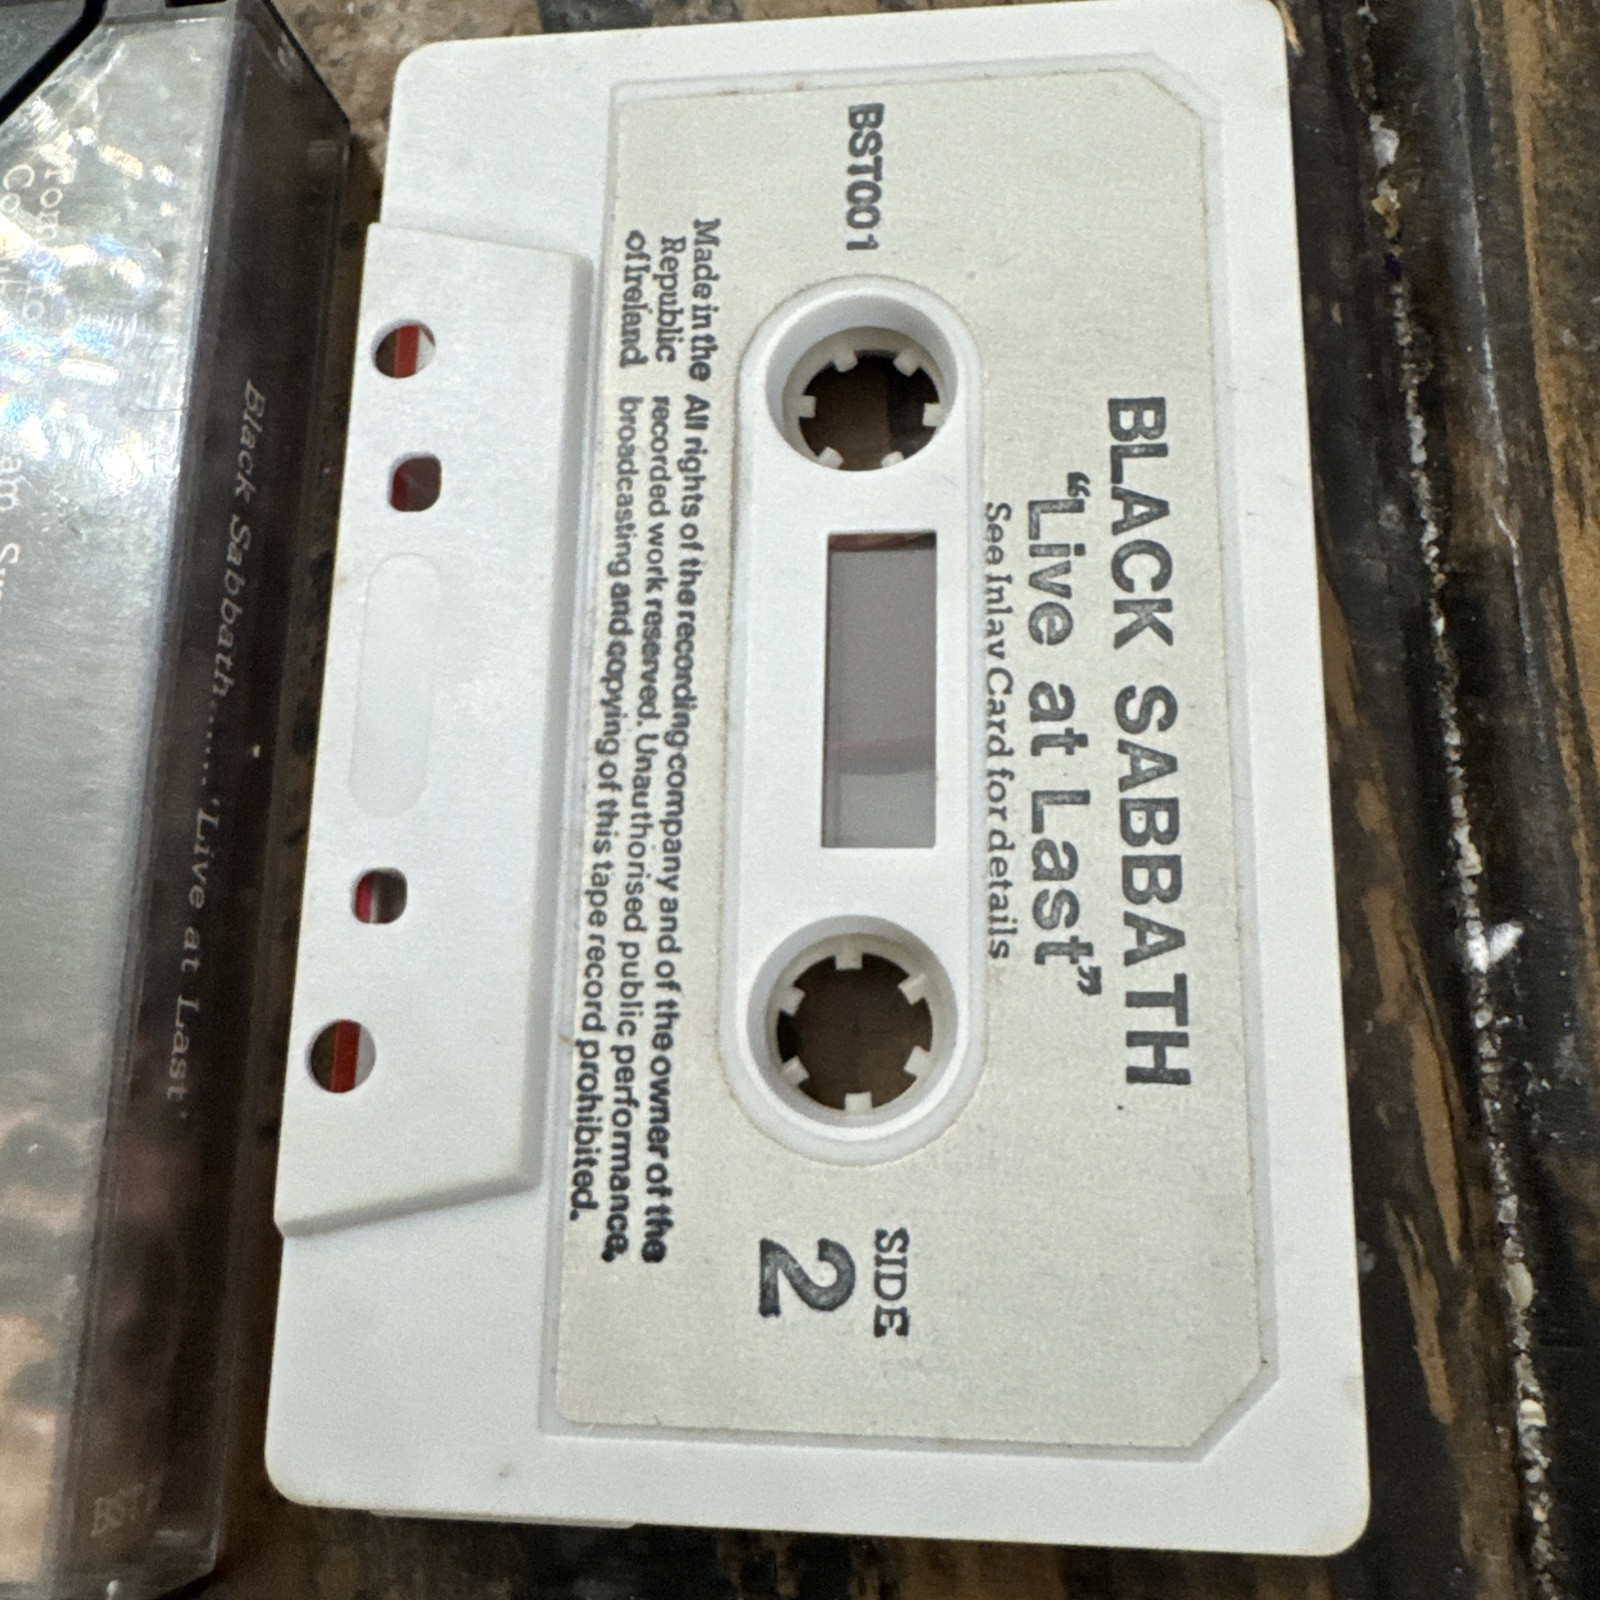 BLACK SABBATH
“Live at Last”
See Inlay Card for details
BST001
SIDE
2
Made in the
Republic
of Ireland
All rights of the recording company and of the owner of the
recorded work reserved. Unauthorised public performance,
broadcasting and copying of this tape record prohibited.
Black Sabbath......'Live at Last'